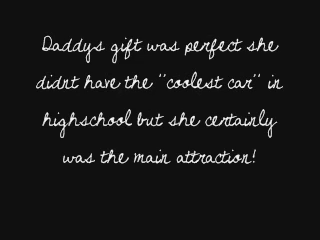 Daddys gift was perfect she
didnt have the "coolest car" in
highschool but she certainly
was the main attraction!